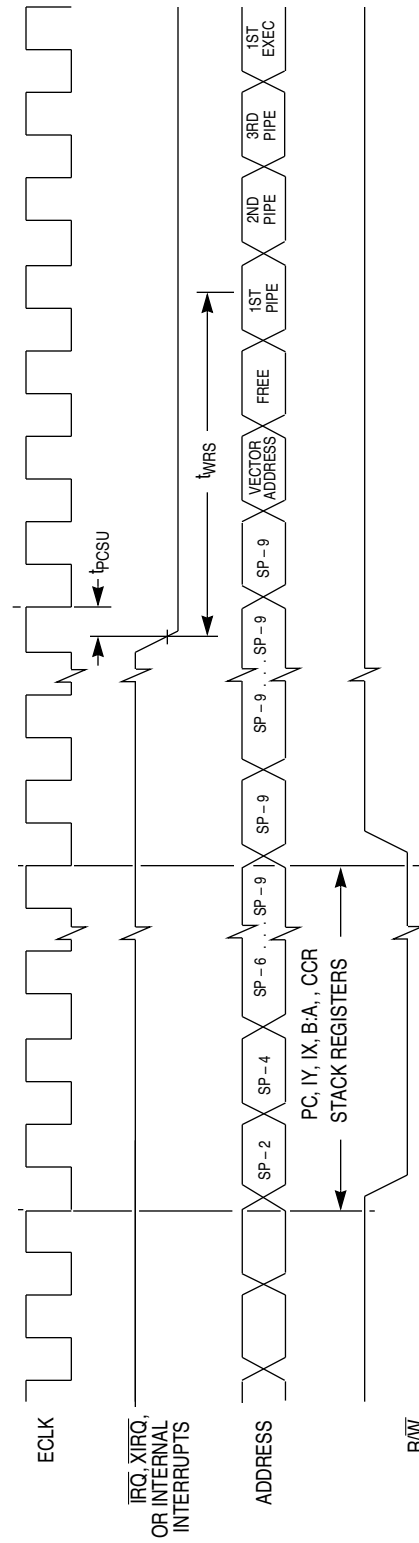 ECLK
tPCSU
IRQ, XIRQ,
OR INTERNAL
INTERRUPTS
tWRS
ADDRESS
SP – 2
SP – 4
SP – 6 . . . SP – 9
SP – 9
SP – 9 . . . SP – 9
SP – 9
VECTOR
ADDRESS
FREE
1ST
PIPE
2ND
PIPE
3RD
PIPE
1ST
EXEC
PC, IY, IX, B:A, , CCR
STACK REGISTERS
R/W